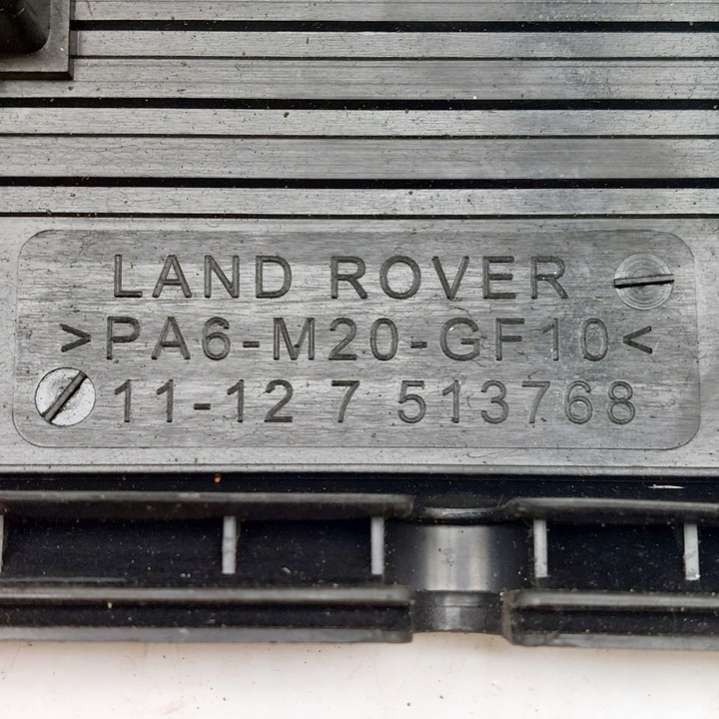 LAND ROVER
>PA6-M20-GF10<
11-12 7 513768